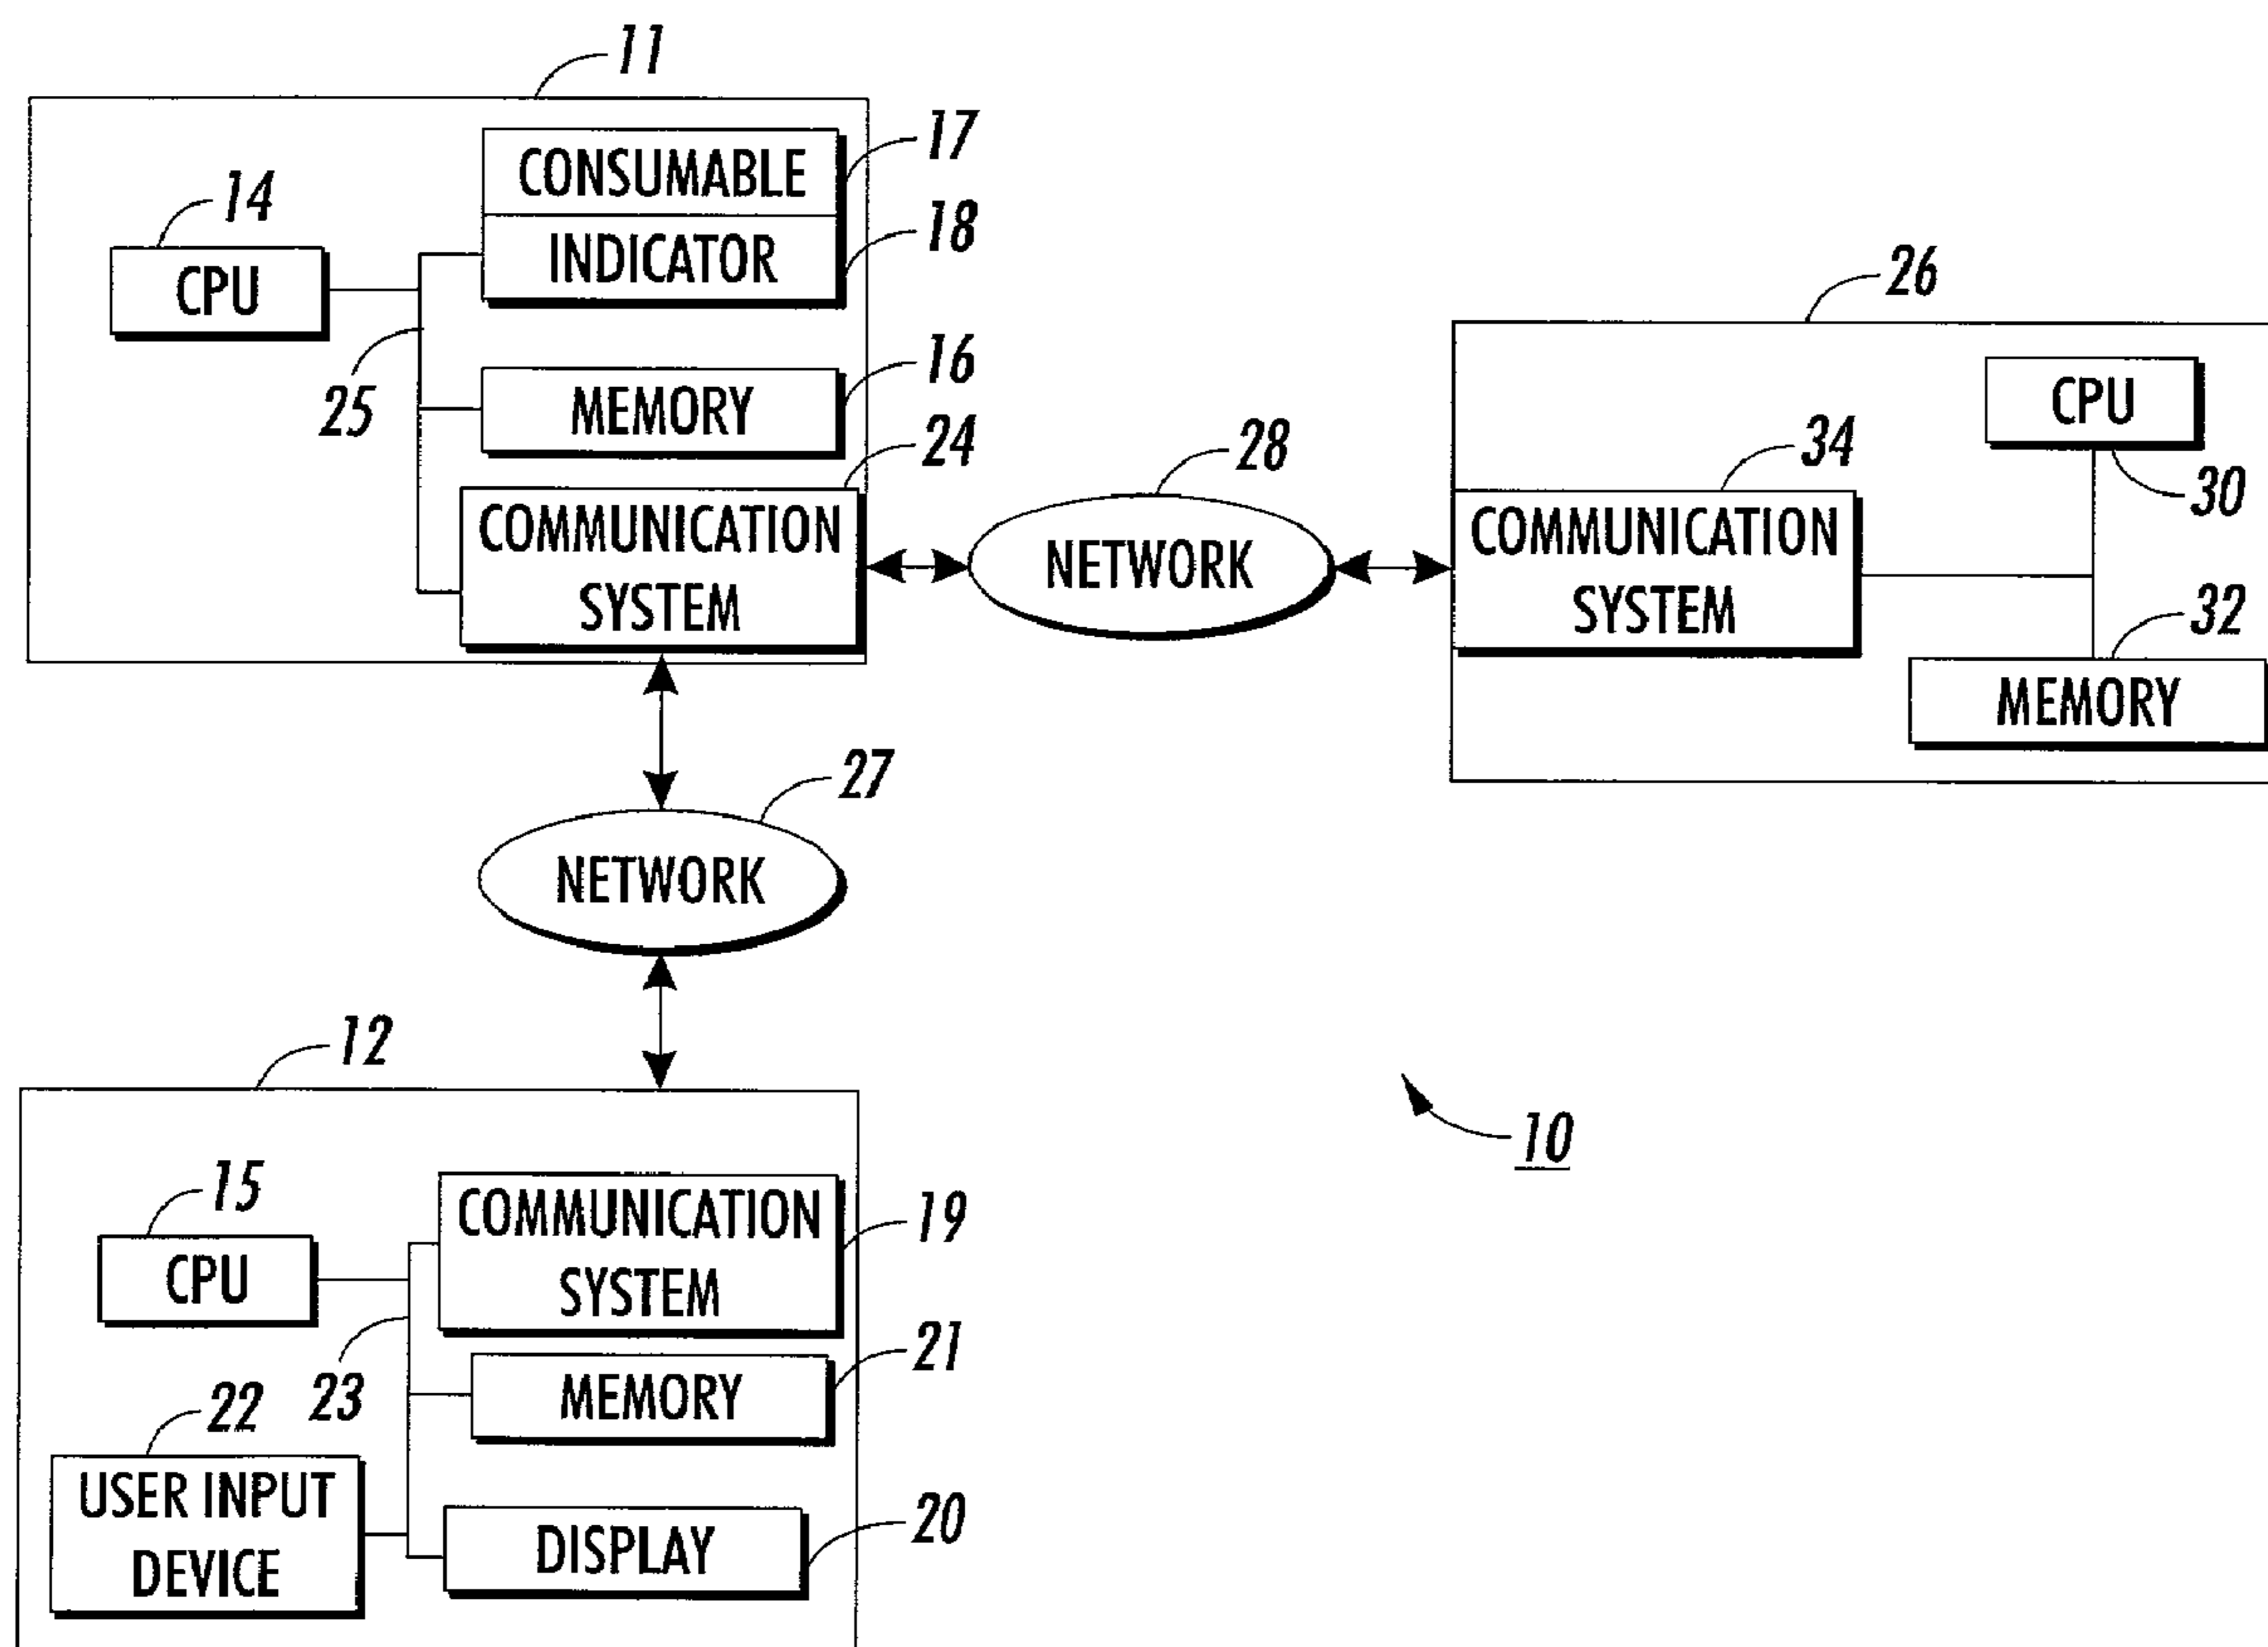 11
CONSUMABLE
17
14
INDICATOR
18
CPU
25
MEMORY
16
24
COMMUNICATION
SYSTEM
28
NETWORK
26
CPU
30
34
COMMUNICATION
SYSTEM
32
MEMORY
27
NETWORK
12
10
15
CPU
COMMUNICATION
SYSTEM
19
23
MEMORY
21
22
USER INPUT
DEVICE
DISPLAY
20